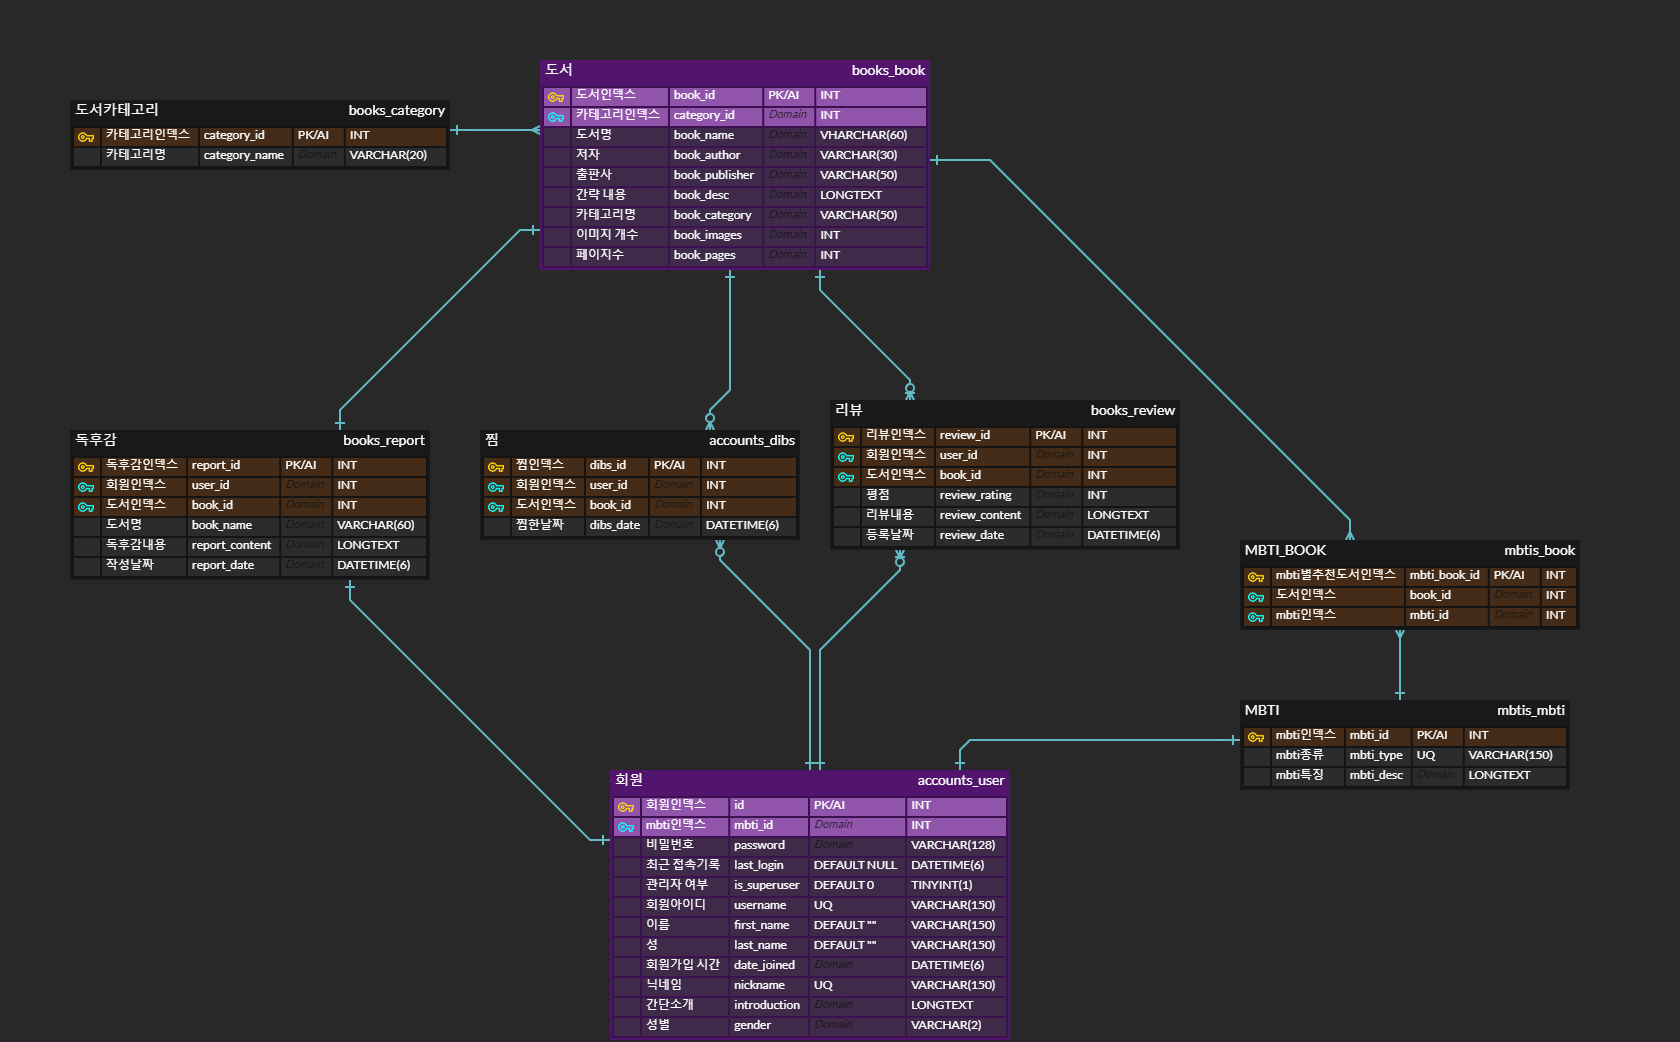 도서 books_book
도서인덱스 book_id PK/AI INT
카테고리인덱스 category_id Domain INT
도서명 book_name Domain VHARCHAR(60)
저자 book_author Domain VARCHAR(30)
출판사 book_publisher Domain VARCHAR(50)
간략 내용 book_desc Domain LONGTEXT
카테고리명 book_category Domain VARCHAR(50)
이미지 개수 book_images Domain INT
페이지수 book_pages Domain INT
도서카테고리 books_category
카테고리인덱스 category_id PK/AI INT
카테고리명 category_name Domain VARCHAR(20)
독후감 books_report
독후감인덱스 report_id PK/AI INT
회원인덱스 user_id Domain INT
도서인덱스 book_id Domain INT
도서명 book_name Domain VARCHAR(60)
독후감내용 report_content Domain LONGTEXT
작성날짜 report_date Domain DATETIME(6)
찜 accounts_dibs
찜인덱스 dibs_id PK/AI INT
회원인덱스 user_id Domain INT
도서인덱스 book_id Domain INT
찜한날짜 dibs_date Domain DATETIME(6)
리뷰 books_review
리뷰인덱스 review_id PK/AI INT
회원인덱스 user_id Domain INT
도서인덱스 book_id Domain INT
평점 review_rating Domain INT
리뷰내용 review_content Domain LONGTEXT
등록날짜 review_date Domain DATETIME(6)
MBTI_BOOK mbtis_book
mbti별추천도서인덱스 mbti_book_id PK/AI INT
도서인덱스 book_id Domain INT
mbti인덱스 mbti_id Domain INT
MBTI mbtis_mbti
mbti인덱스 mbti_id PK/AI INT
mbti종류 mbti_type UQ VARCHAR(150)
mbti특징 mbti_desc Domain LONGTEXT
회원 accounts_user
회원인덱스 id PK/AI INT
mbti인덱스 mbti_id Domain INT
비밀번호 password Domain VARCHAR(128)
최근 접속기록 last_login DEFAULT NULL DATETIME(6)
관리자 여부 is_superuser DEFAULT 0 TINYINT(1)
회원아이디 username UQ VARCHAR(150)
이름 first_name DEFAULT "" VARCHAR(150)
성 last_name DEFAULT "" VARCHAR(150)
회원가입 시간 date_joined Domain DATETIME(6)
닉네임 nickname UQ VARCHAR(150)
간단소개 introduction Domain LONGTEXT
성별 gender Domain VARCHAR(2)